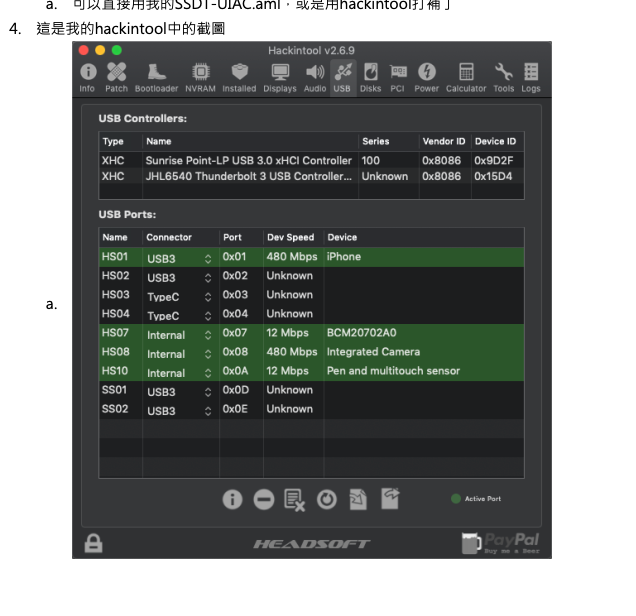 a. 可以直接用我的SSDT-UIAC.aml，或是用hackintool打補丁
4. 這是我的hackintool中的截圖
Hackintool v2.6.9
Info Patch Bootloader NVRAM Installed Displays Audio USB Disks PCI Power Calculator Tools Logs
USB Controllers:
Type Name Series Vendor ID Device ID
XHC Sunrise Point-LP USB 3.0 xHCI Controller 100 0x8086 0x9D2F
XHC JHL6540 Thunderbolt 3 USB Controller... Unknown 0x8086 0x15D4
USB Ports:
Name Connector Port Dev Speed Device
HS01 USB3 0x01 480 Mbps iPhone
HS02 USB3 0x02 Unknown
HS03 TypeC 0x03 Unknown
a.
HS04 TypeC 0x04 Unknown
HS07 Internal 0x07 12 Mbps BCM20702A0
HS08 Internal 0x08 480 Mbps Integrated Camera
HS10 Internal 0x0A 12 Mbps Pen and multitouch sensor
SS01 USB3 0x0D Unknown
SS02 USB3 0x0E Unknown
Active Port
HEADSOFT
PayPal
Buy me a Beer